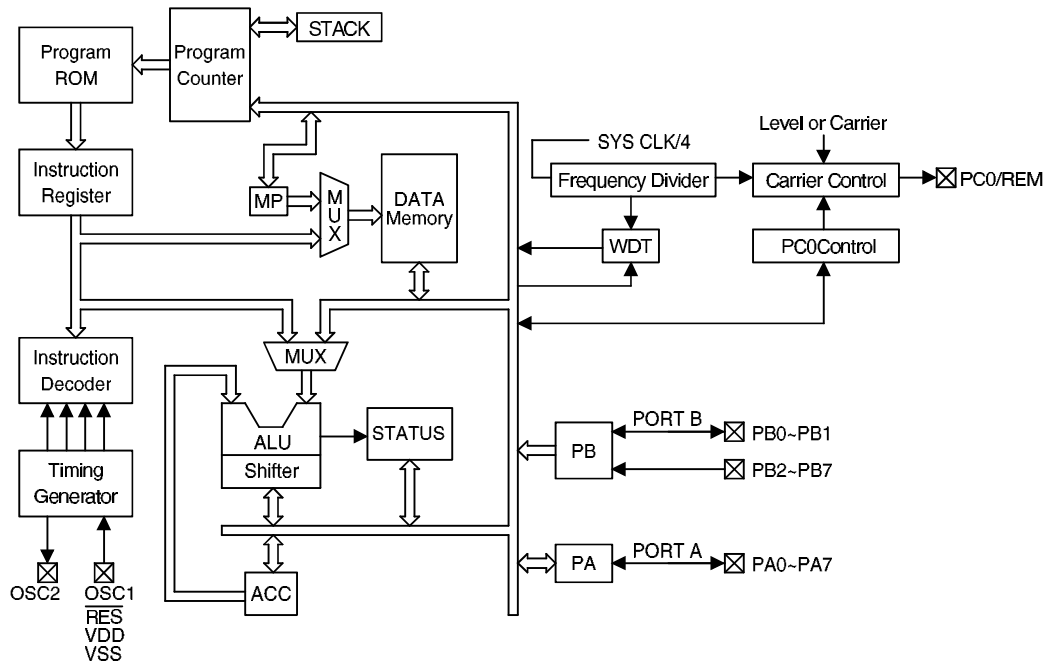 STACK
Program
ROM
Program
Counter
Level or Carrier
SYS CLK/4
Instruction
Register
MP
MUX
DATA
Memory
Frequency Divider
Carrier Control
PC0/REM
WDT
PC0Control
Instruction
Decoder
MUX
ALU
Shifter
STATUS
PB
PORT B
PB0~PB1
PB2~PB7
Timing
Generator
PA
PORT A
PA0~PA7
ACC
OSC2
OSC1
RES
VDD
VSS